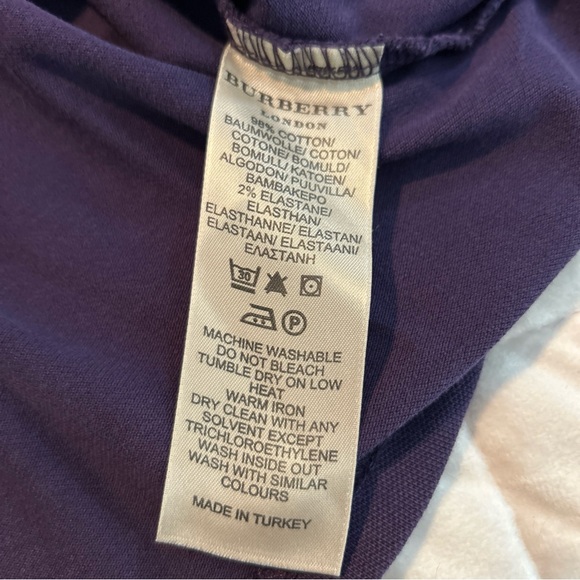 BURBERRY
LONDON
98% COTTON/
BAUMWOLLE/ COTON/
COTONE/ BOMULD/
BOMULL/ KATOEN/
ALGODON/ PUUVILLA/
ΒΑΜΒΑΚΕΡΟ
2% ELASTANE/
ELASTHAN/
ELASTHANNE/ ELASTAN/
ELASTAAN/ ELASTAANI/
ΕΛΑΣΤΑΝΗ
30
P
MACHINE WASHABLE
DO NOT BLEACH
TUMBLE DRY ON LOW
HEAT
WARM IRON
DRY CLEAN WITH ANY
SOLVENT EXCEPT
TRICHLOROETHYLENE
WASH INSIDE OUT
WASH WITH SIMILAR
COLOURS
MADE IN TURKEY